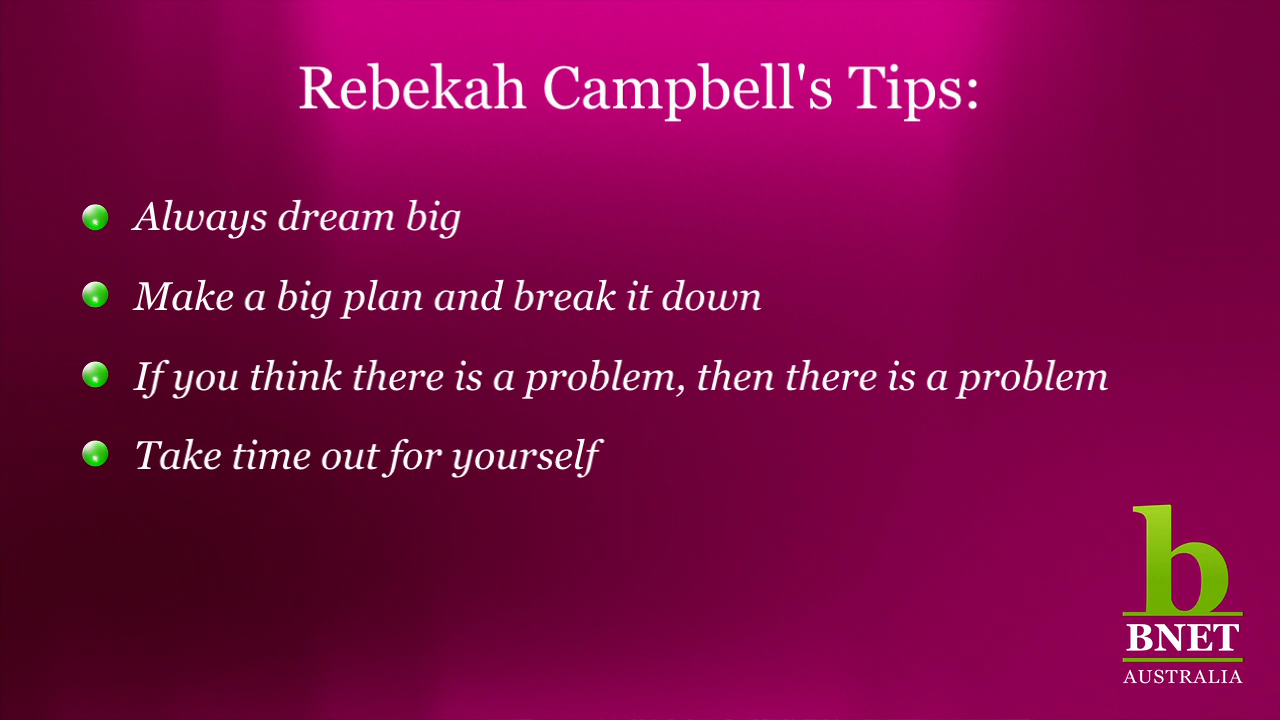 Rebekah Campbell's Tips:
Always dream big
Make a big plan and break it down
If you think there is a problem, then there is a problem
Take time out for yourself
b
BNET
AUSTRALIA